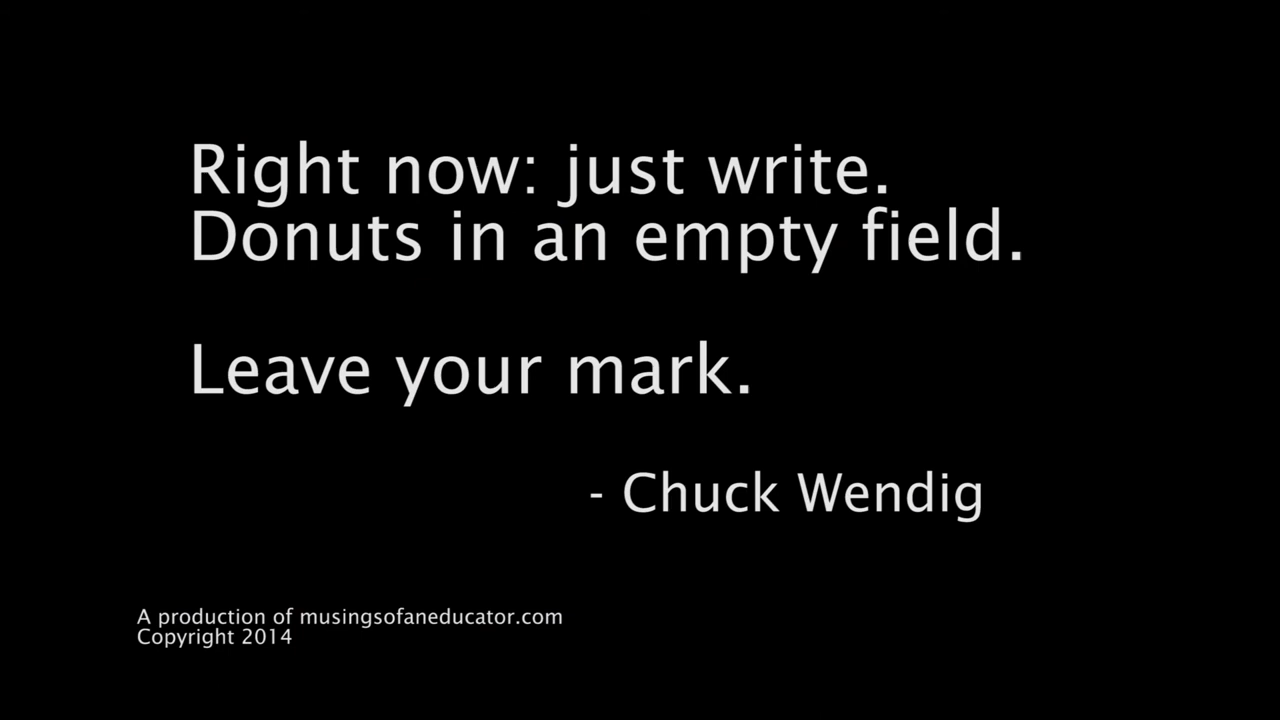 Right now: just write.
Donuts in an empty field.
Leave your mark.
- Chuck Wendig
A production of musingsofaneducator.com
Copyright 2014